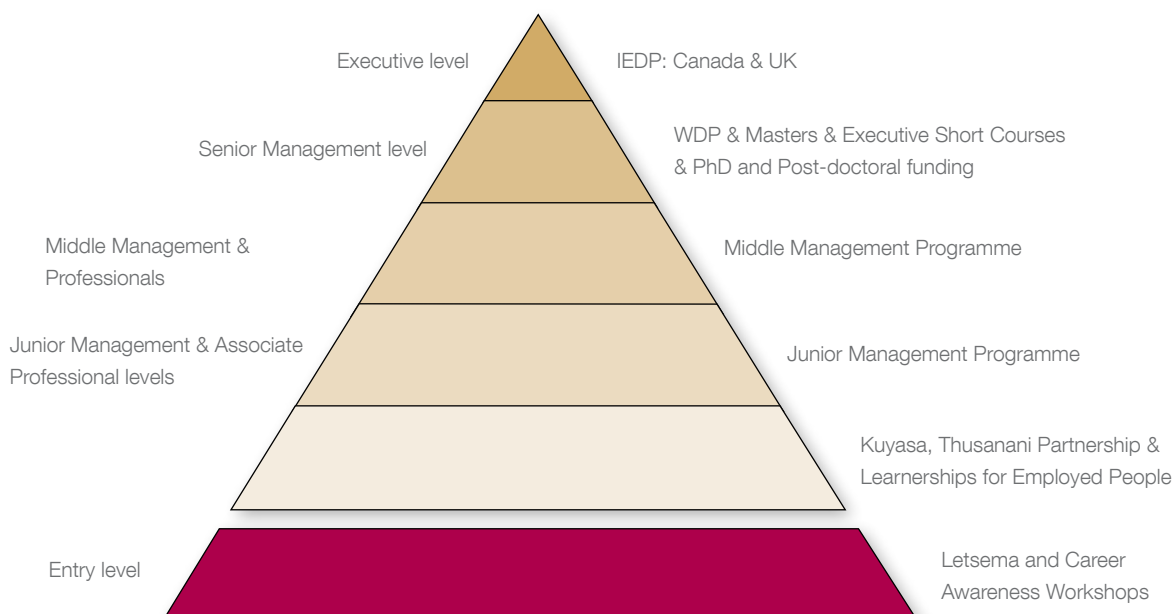 Executive level
IEDP: Canada & UK
Senior Management level
WDP & Masters & Executive Short Courses
& PhD and Post-doctoral funding
Middle Management &
Professionals
Middle Management Programme
Junior Management & Associate
Professional levels
Junior Management Programme
Kuyasa, Thusanani Partnership &
Learnerships for Employed People
Entry level
Letsema and Career
Awareness Workshops